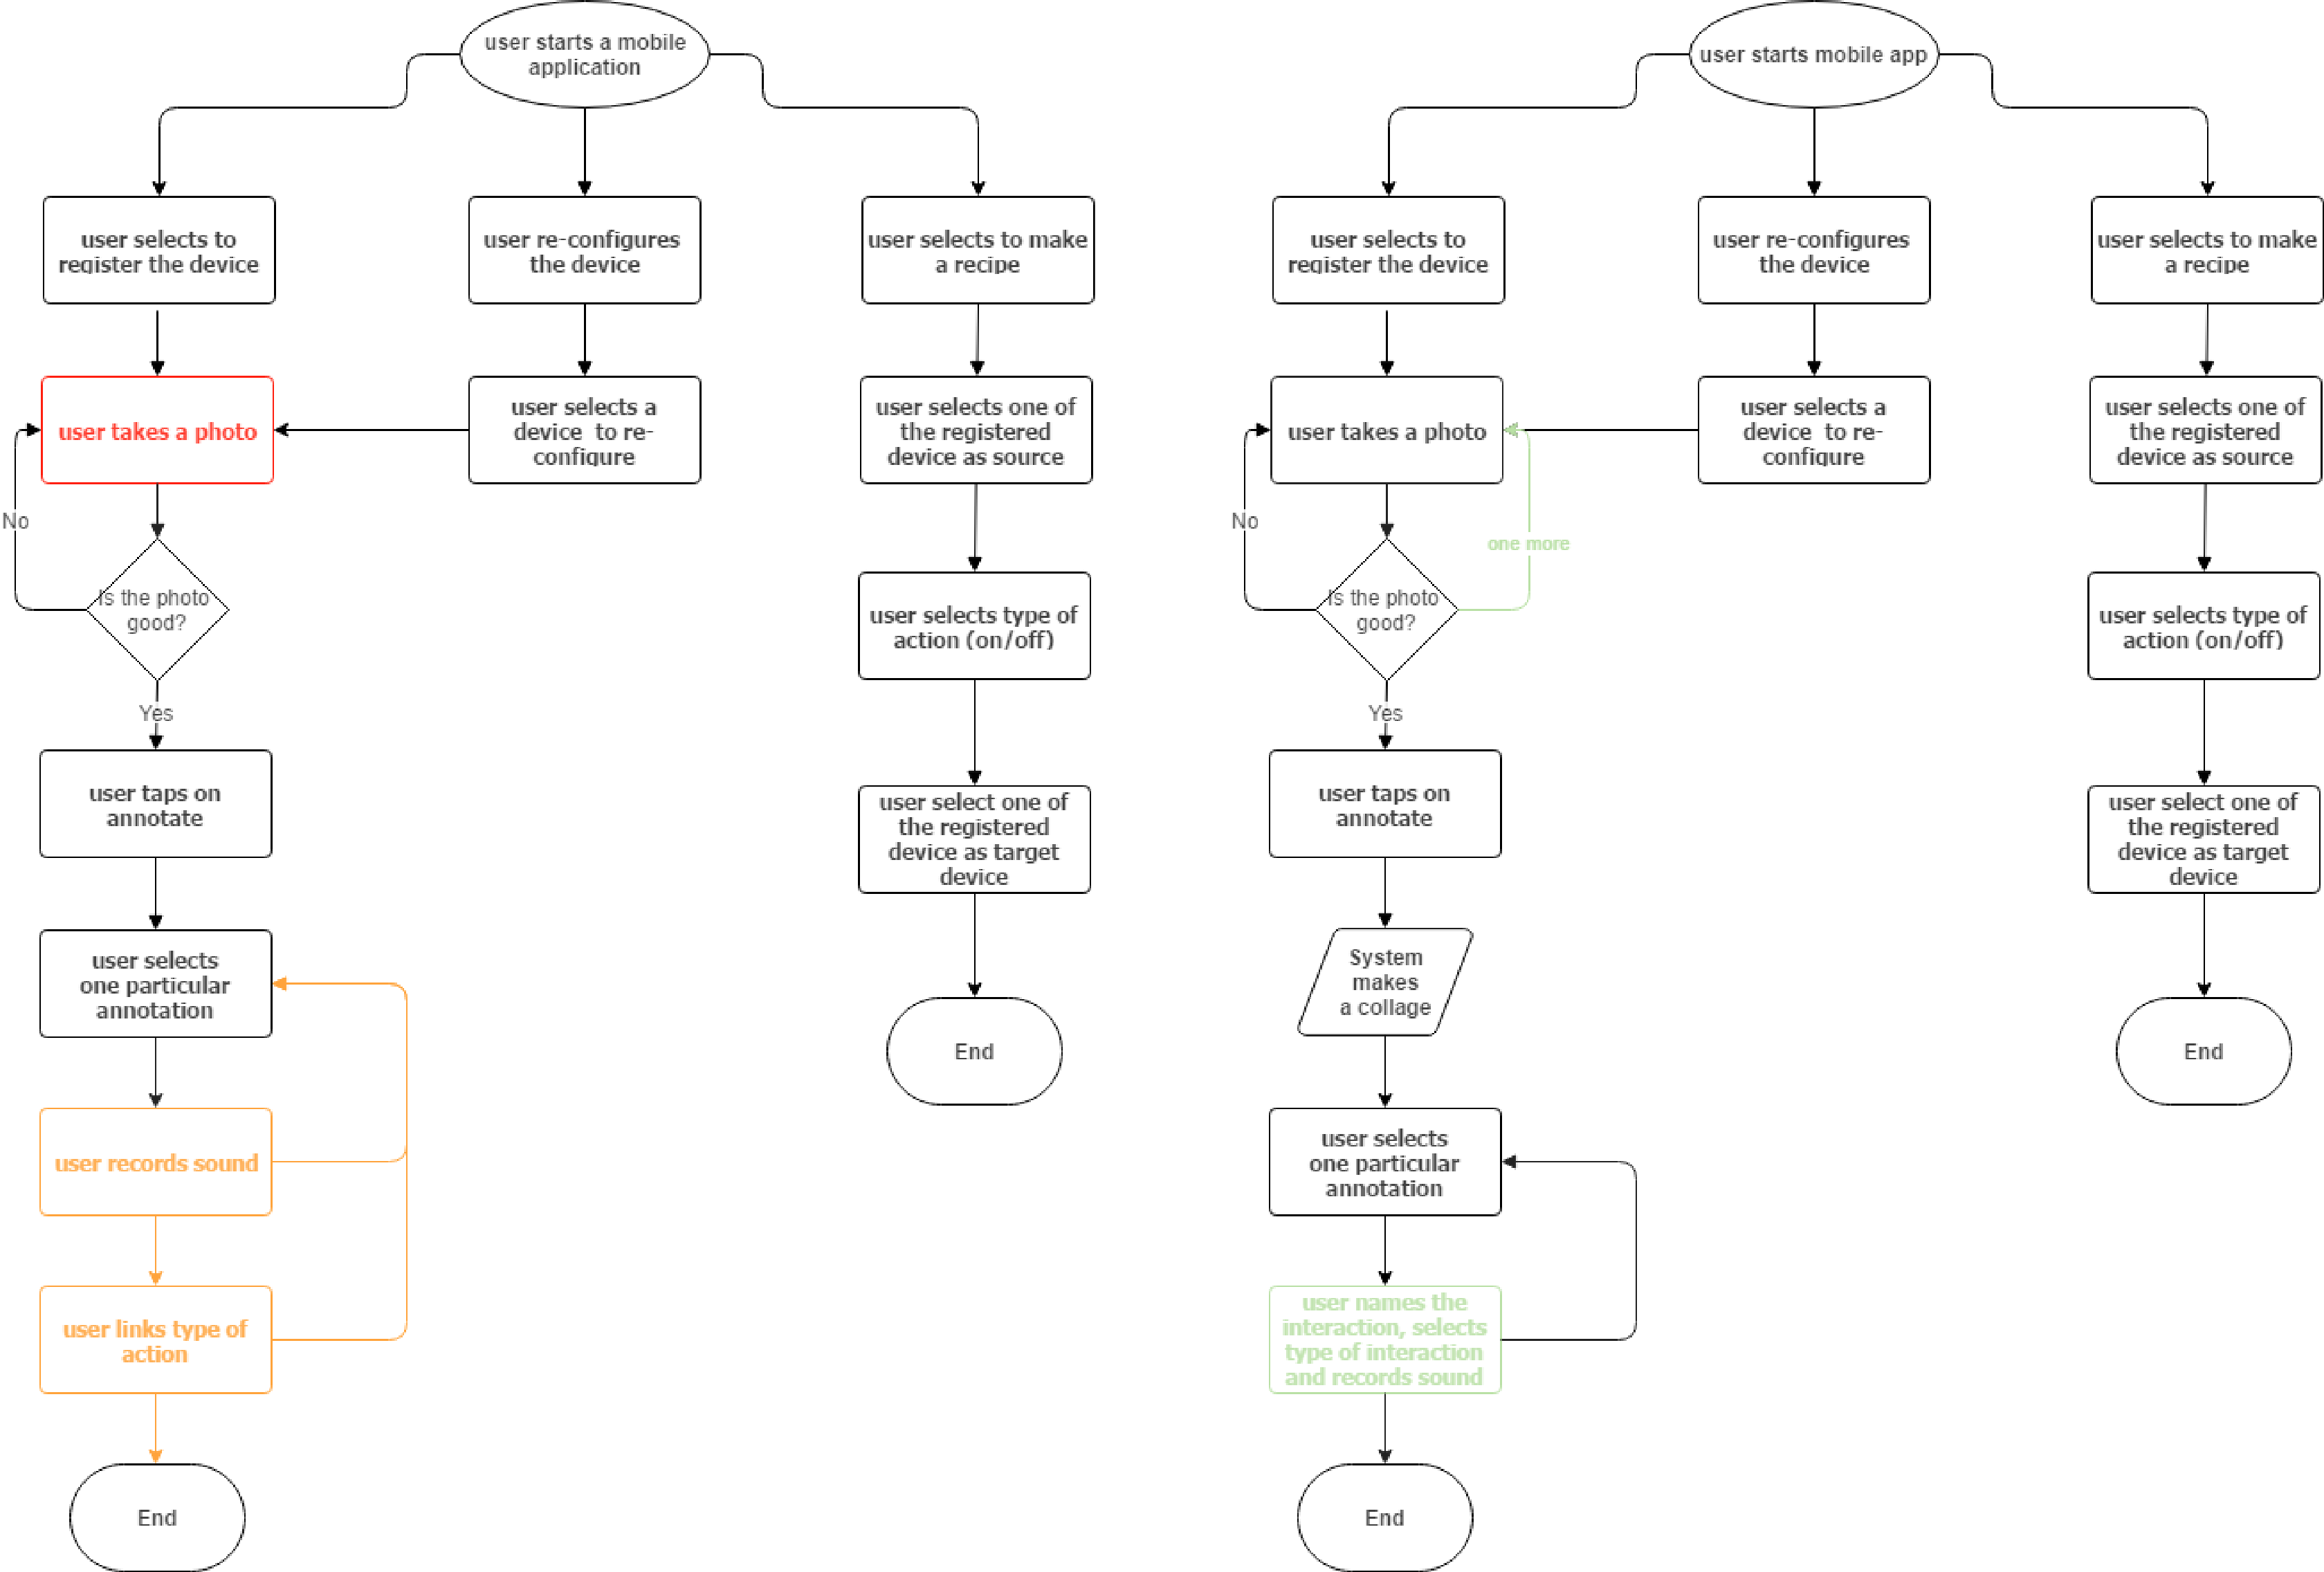 user starts a mobile
application
user selects to
register the device
user re-configures
the device
user selects to make
a recipe
user takes a photo
user selects a
device to re-
configure
user selects one of
the registered
device as source
No
Is the photo
good?
user selects type of
action (on/off)
Yes
user taps on
annotate
user select one of
the registered
device as target
device
user selects
one particular
annotation
End
user records sound
user links type of
action
End
user starts mobile app
user selects to
register the device
user re-configures
the device
user selects to make
a recipe
user takes a photo
user selects a
device to re-
configure
user selects one of
the registered
device as source
No
one more
Is the photo
good?
user selects type of
action (on/off)
Yes
user taps on
annotate
user select one of
the registered
device as target
device
System
makes
a collage
End
user selects
one particular
annotation
user names the
interaction, selects
type of interaction
and records sound
End